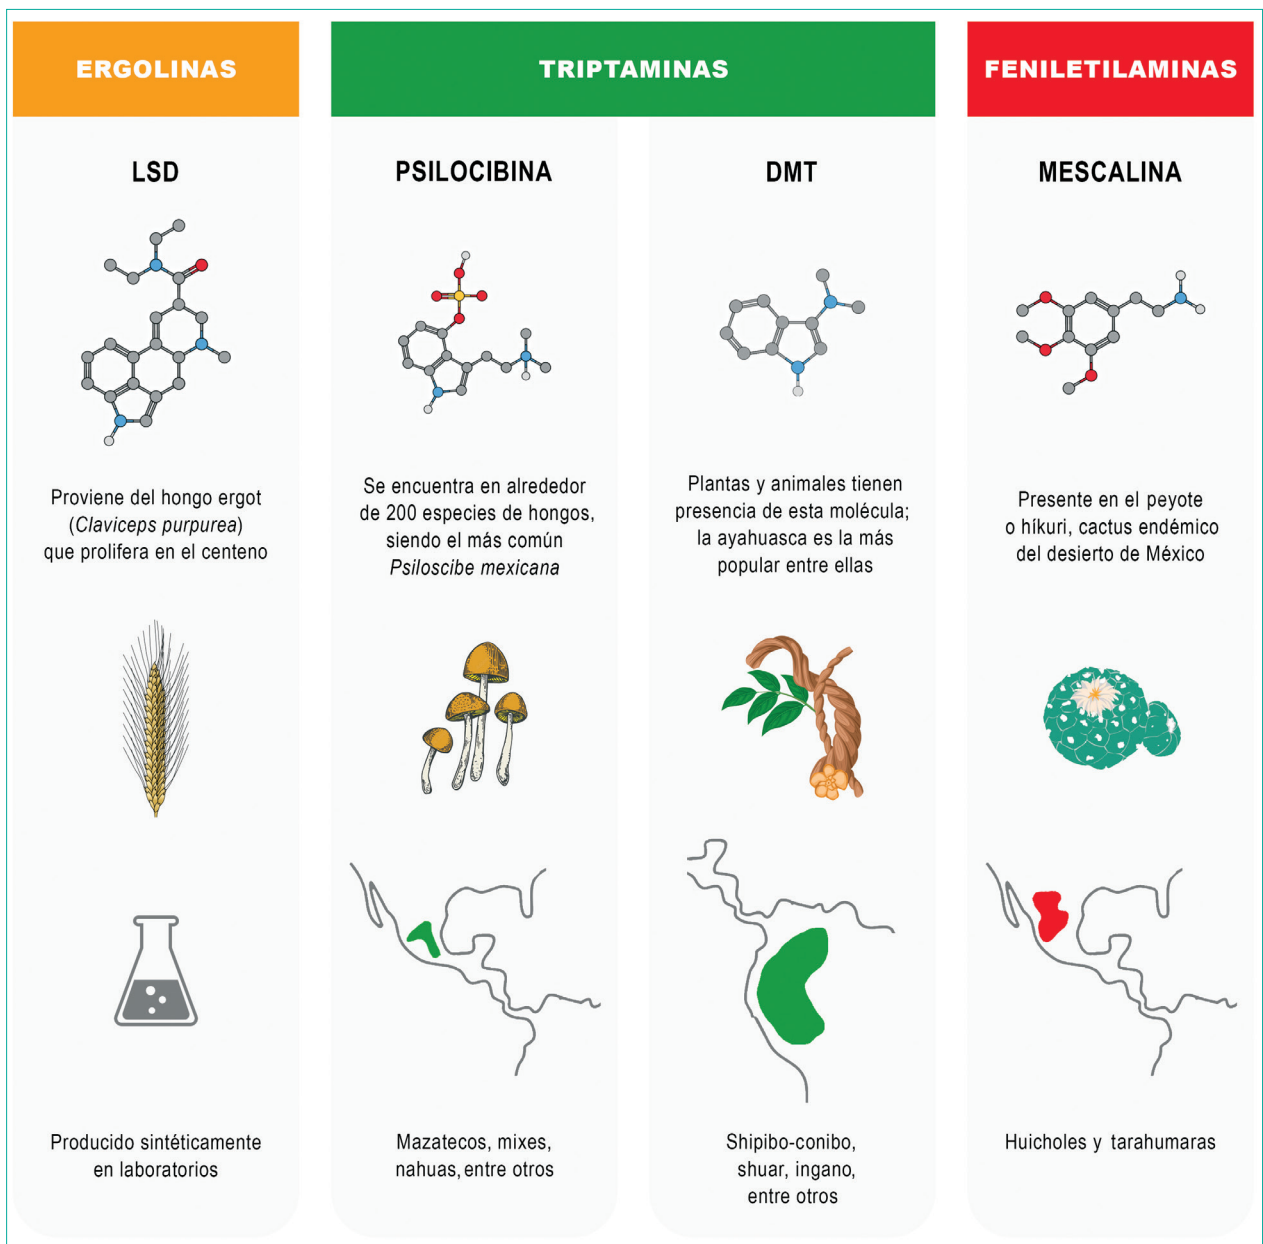 ERGOLINAS
TRIPTAMINAS
FENILETILAMINAS
LSD
PSILOCIBINA
DMT
MESCALINA
Proviene del hongo ergot
(Claviceps purpurea)
que prolifera en el centeno
Se encuentra en alrededor
de 200 especies de hongos,
siendo el más común
Psiloscibe mexicana
Plantas y animales tienen
presencia de esta molécula;
la ayahuasca es la más
popular entre ellas
Presente en el peyote
o híkuri, cactus endémico
del desierto de México
Producido sintéticamente
en laboratorios
Mazatecos, mixes,
nahuas, entre otros
Shipibo-conibo,
shuar, ingano,
entre otros
Huicholes y tarahumaras